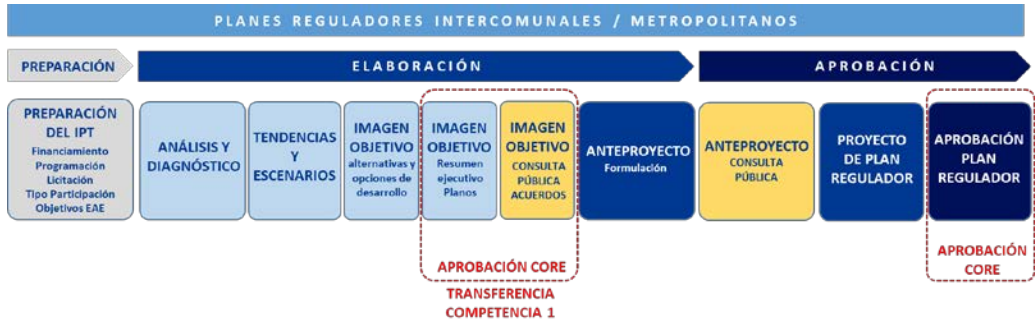 PLANES REGULADORES INTERCOMUNALES / METROPOLITANOS
PREPARACIÓN
ELABORACIÓN
APROBACIÓN
PREPARACIÓN
DEL IPT
Financiamiento
Programación
Licitación
Tipo Participación
Objetivos EAE
ANÁLISIS Y
DIAGNÓSTICO
TENDENCIAS
Y
ESCENARIOS
IMAGEN
OBJETIVO
alternativas y
opciones de
desarrollo
IMAGEN
OBJETIVO
Resumen
ejecutivo
Planos
IMAGEN
OBJETIVO
CONSULTA
PÚBLICA
ACUERDOS
ANTEPROYECTO
Formulación
ANTEPROYECTO
CONSULTA
PÚBLICA
PROYECTO
DE PLAN
REGULADOR
APROBACIÓN
PLAN
REGULADOR
APROBACIÓN CORE
TRANSFERENCIA
COMPETENCIA 1
APROBACIÓN
CORE